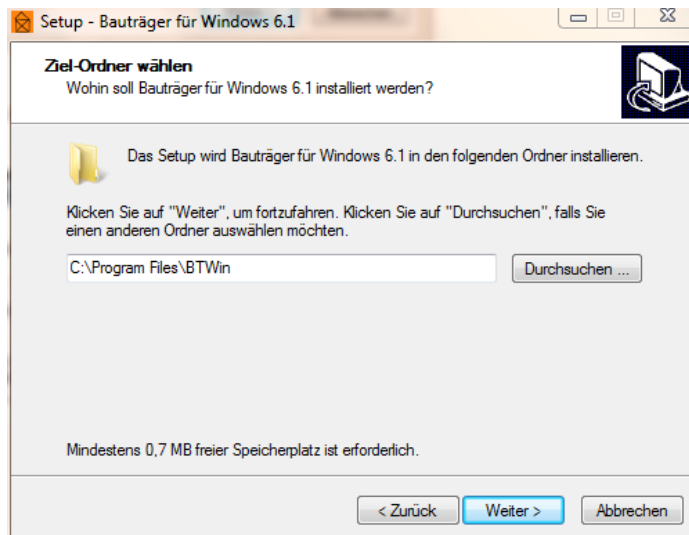 Setup - Bauträger für Windows 6.1
Ziel-Ordner wählen
Wohin soll Bauträger für Windows 6.1 installiert werden?
Das Setup wird Bauträger für Windows 6.1 in den folgenden Ordner installieren.
Klicken Sie auf "Weiter", um fortzufahren. Klicken Sie auf "Durchsuchen", falls Sie
einen anderen Ordner auswählen möchten.
C:\Program Files\BTWin
Durchsuchen ...
Mindestens 0,7 MB freier Speicherplatz ist erforderlich.
< Zurück
Weiter >
Abbrechen